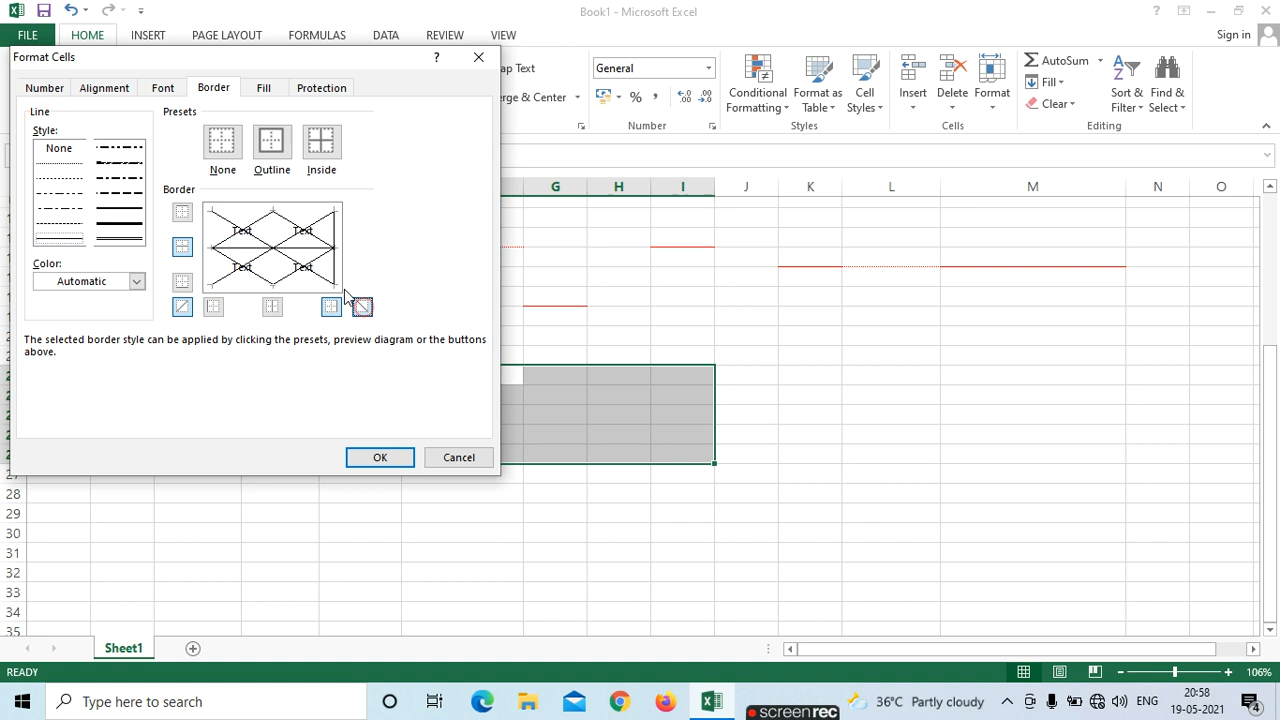 Book1 - Microsoft Excel
FILE HOME INSERT PAGE LAYOUT FORMULAS DATA REVIEW VIEW Sign in
Format Cells
Number Alignment Font Border Fill Protection
Line
Style:
None
Color:
Automatic
Presets
None Outline Inside
Border
Text Text
Text Text
The selected border style can be applied by clicking the presets, preview diagram or the buttons
above.
OK Cancel
ap Text
erge & Center
General
%
Number
Conditional
Formatting
Format as
Table
Cell
Styles
Styles
Insert Delete Format
Cells
AutoSum
Fill
Clear
Sort &
Filter
Find &
Select
Editing
G H I J K L M N O
28
29
30
31
32
33
34
35
Sheet1
READY 106%
Type here to search
36°C Partly cloudy
ENG
20:58
19-05-2021
4
screenrec